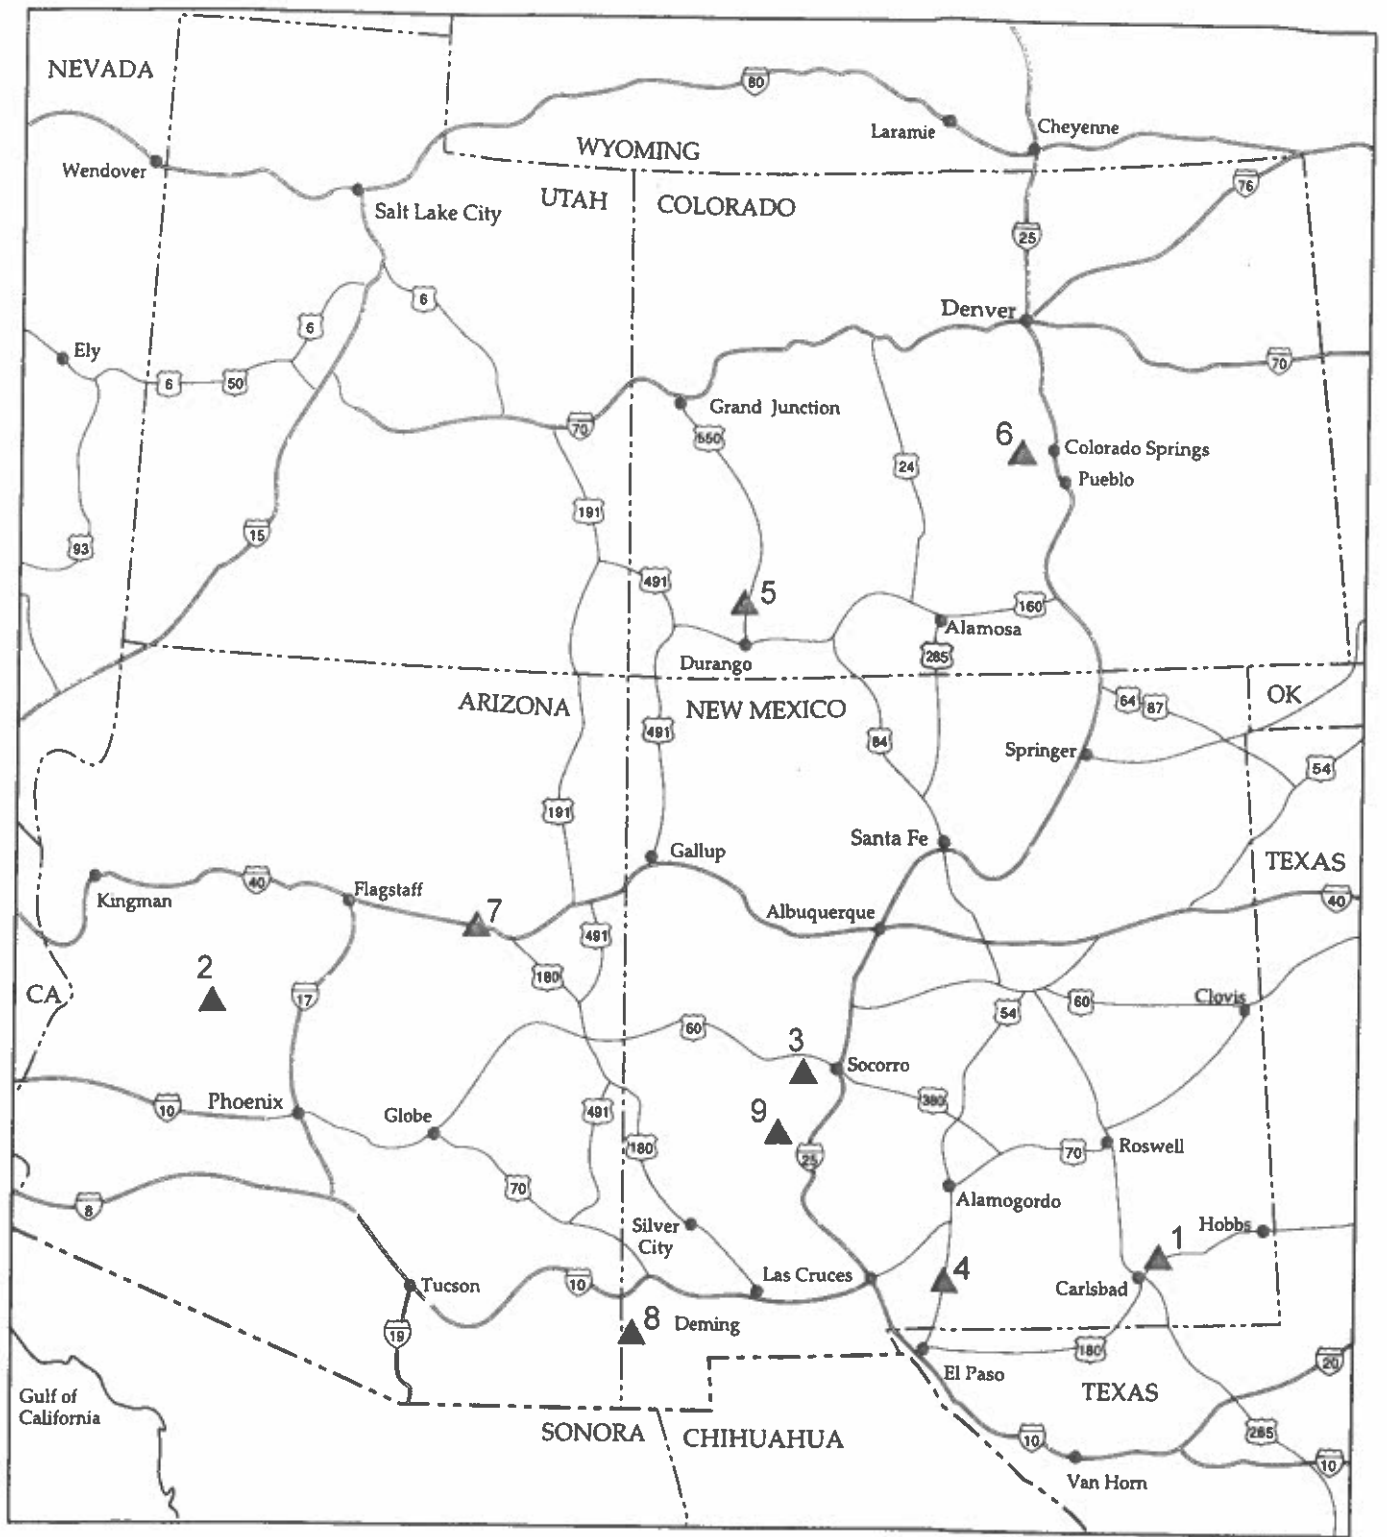 NEVADA
80
Laramie
Cheyenne
WYOMING
Wendover
76
UTAH
COLORADO
Salt Lake City
25
6
Denver
6
Ely
70
6
50
Grand Junction
70
550
6
Colorado Springs
24
Pueblo
191
15
93
491
5
160
Alamosa
Durango
285
ARIZONA
NEW MEXICO
64
87
OK
491
84
Springer
54
191
Santa Fe
Gallup
TEXAS
40
Kingman
Flagstaff
40
7
Albuquerque
491
2
180
CA
17
54
60
Clovis
60
3
Socorro
Phoenix
10
Globe
380
491
9
180
25
70
Roswell
70
8
Alamogordo
Silver
City
Hobbs
1
Tucson
10
Las Cruces
4
Carlsbad
19
8
Deming
180
20
El Paso
TEXAS
Gulf of
California
SONORA
CHIHUAHUA
10
285
10
Van Horn